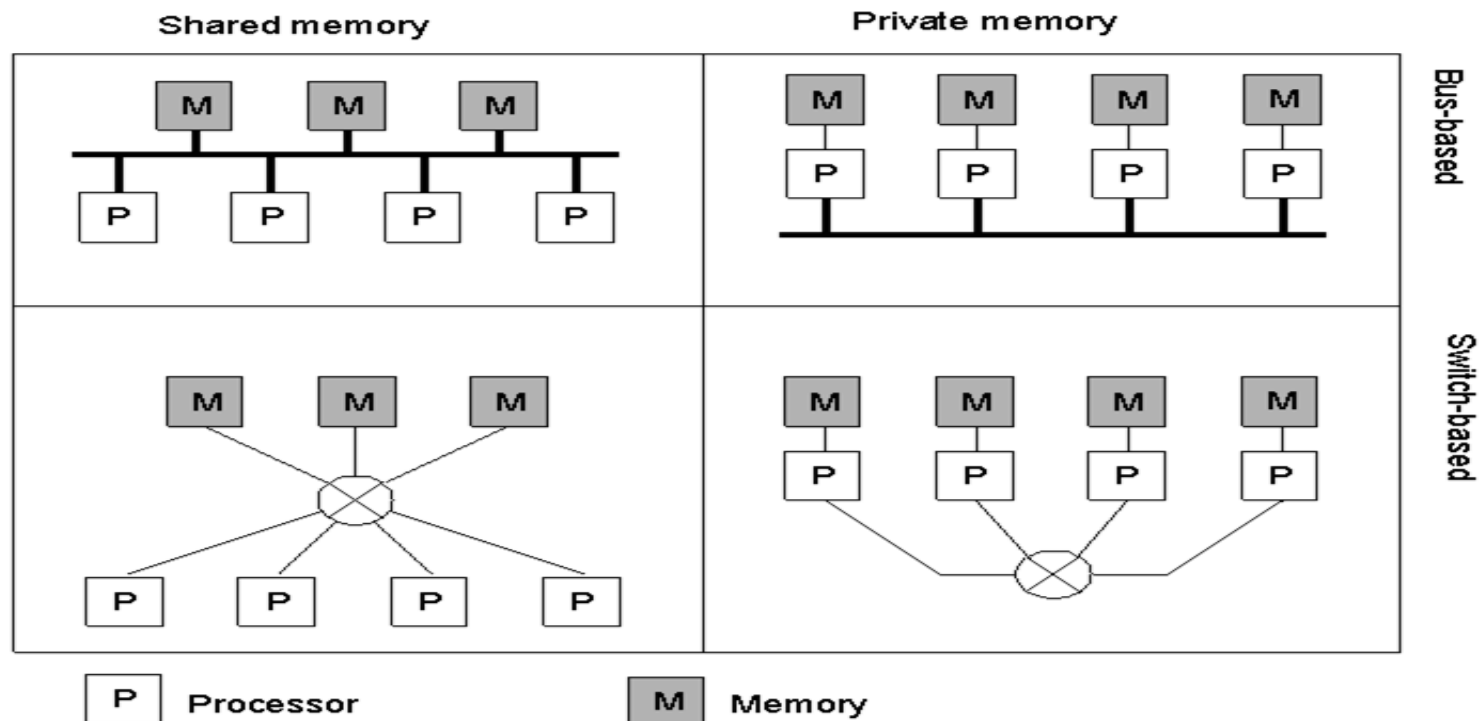 Shared memory
Private memory
M M M
P P P P
M M M M
P P P P
Bus-based
M M M
P P P P
M M M M
P P P P
Switch-based
P Processor
M Memory